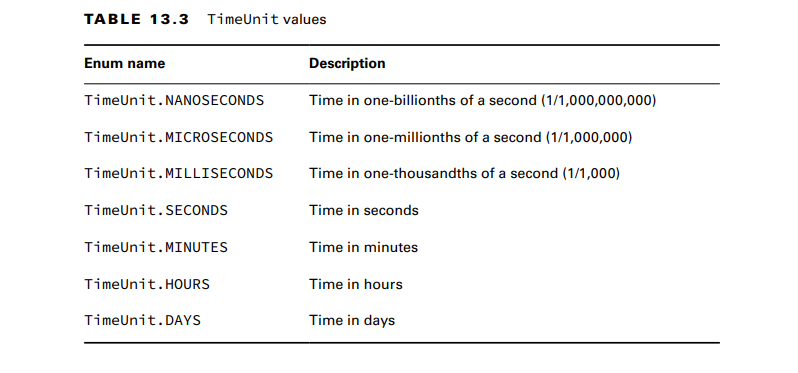 TABLE 13.3 TimeUnit values
Enum name Description
TimeUnit.NANOSECONDS Time in one-billionths of a second (1/1,000,000,000)
TimeUnit.MICROSECONDS Time in one-millionths of a second (1/1,000,000)
TimeUnit.MILLISECONDS Time in one-thousandths of a second (1/1,000)
TimeUnit.SECONDS Time in seconds
TimeUnit.MINUTES Time in minutes
TimeUnit.HOURS Time in hours
TimeUnit.DAYS Time in days